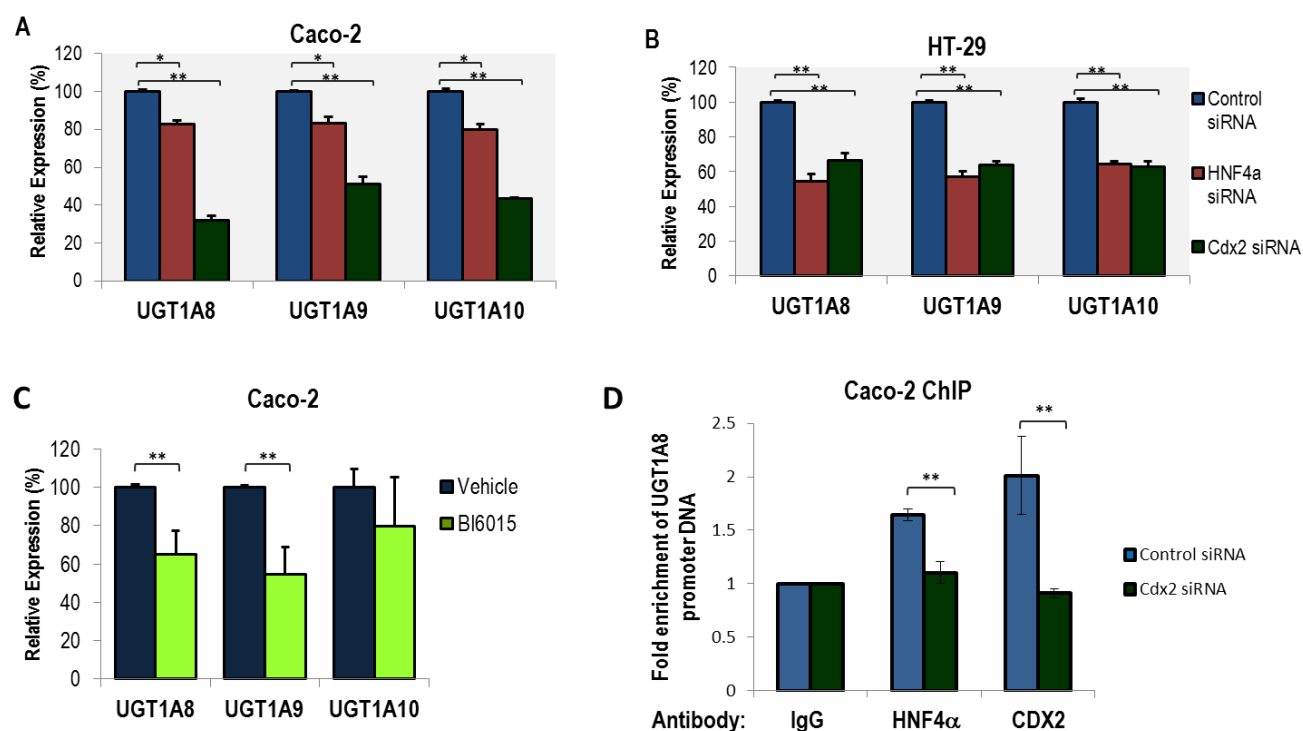 A
Caco-2
Relative Expression (%)
120
100
80
60
40
20
0
*
**
*
**
*
**
UGT1A8
UGT1A9
UGT1A10
B
HT-29
Relative Expression (%)
120
100
80
60
40
20
0
**
**
**
**
**
**
UGT1A8
UGT1A9
UGT1A10
Control
siRNA
HNF4a
siRNA
Cdx2 siRNA
C
Caco-2
Relative Expression (%)
120
100
80
60
40
20
0
**
**
UGT1A8
UGT1A9
UGT1A10
Vehicle
BI6015
D
Caco-2 ChIP
Fold enrichment of UGT1A8
promoter DNA
2.5
2
1.5
1
0.5
0
**
**
Antibody:
IgG
HNF4α
CDX2
Control siRNA
Cdx2 siRNA